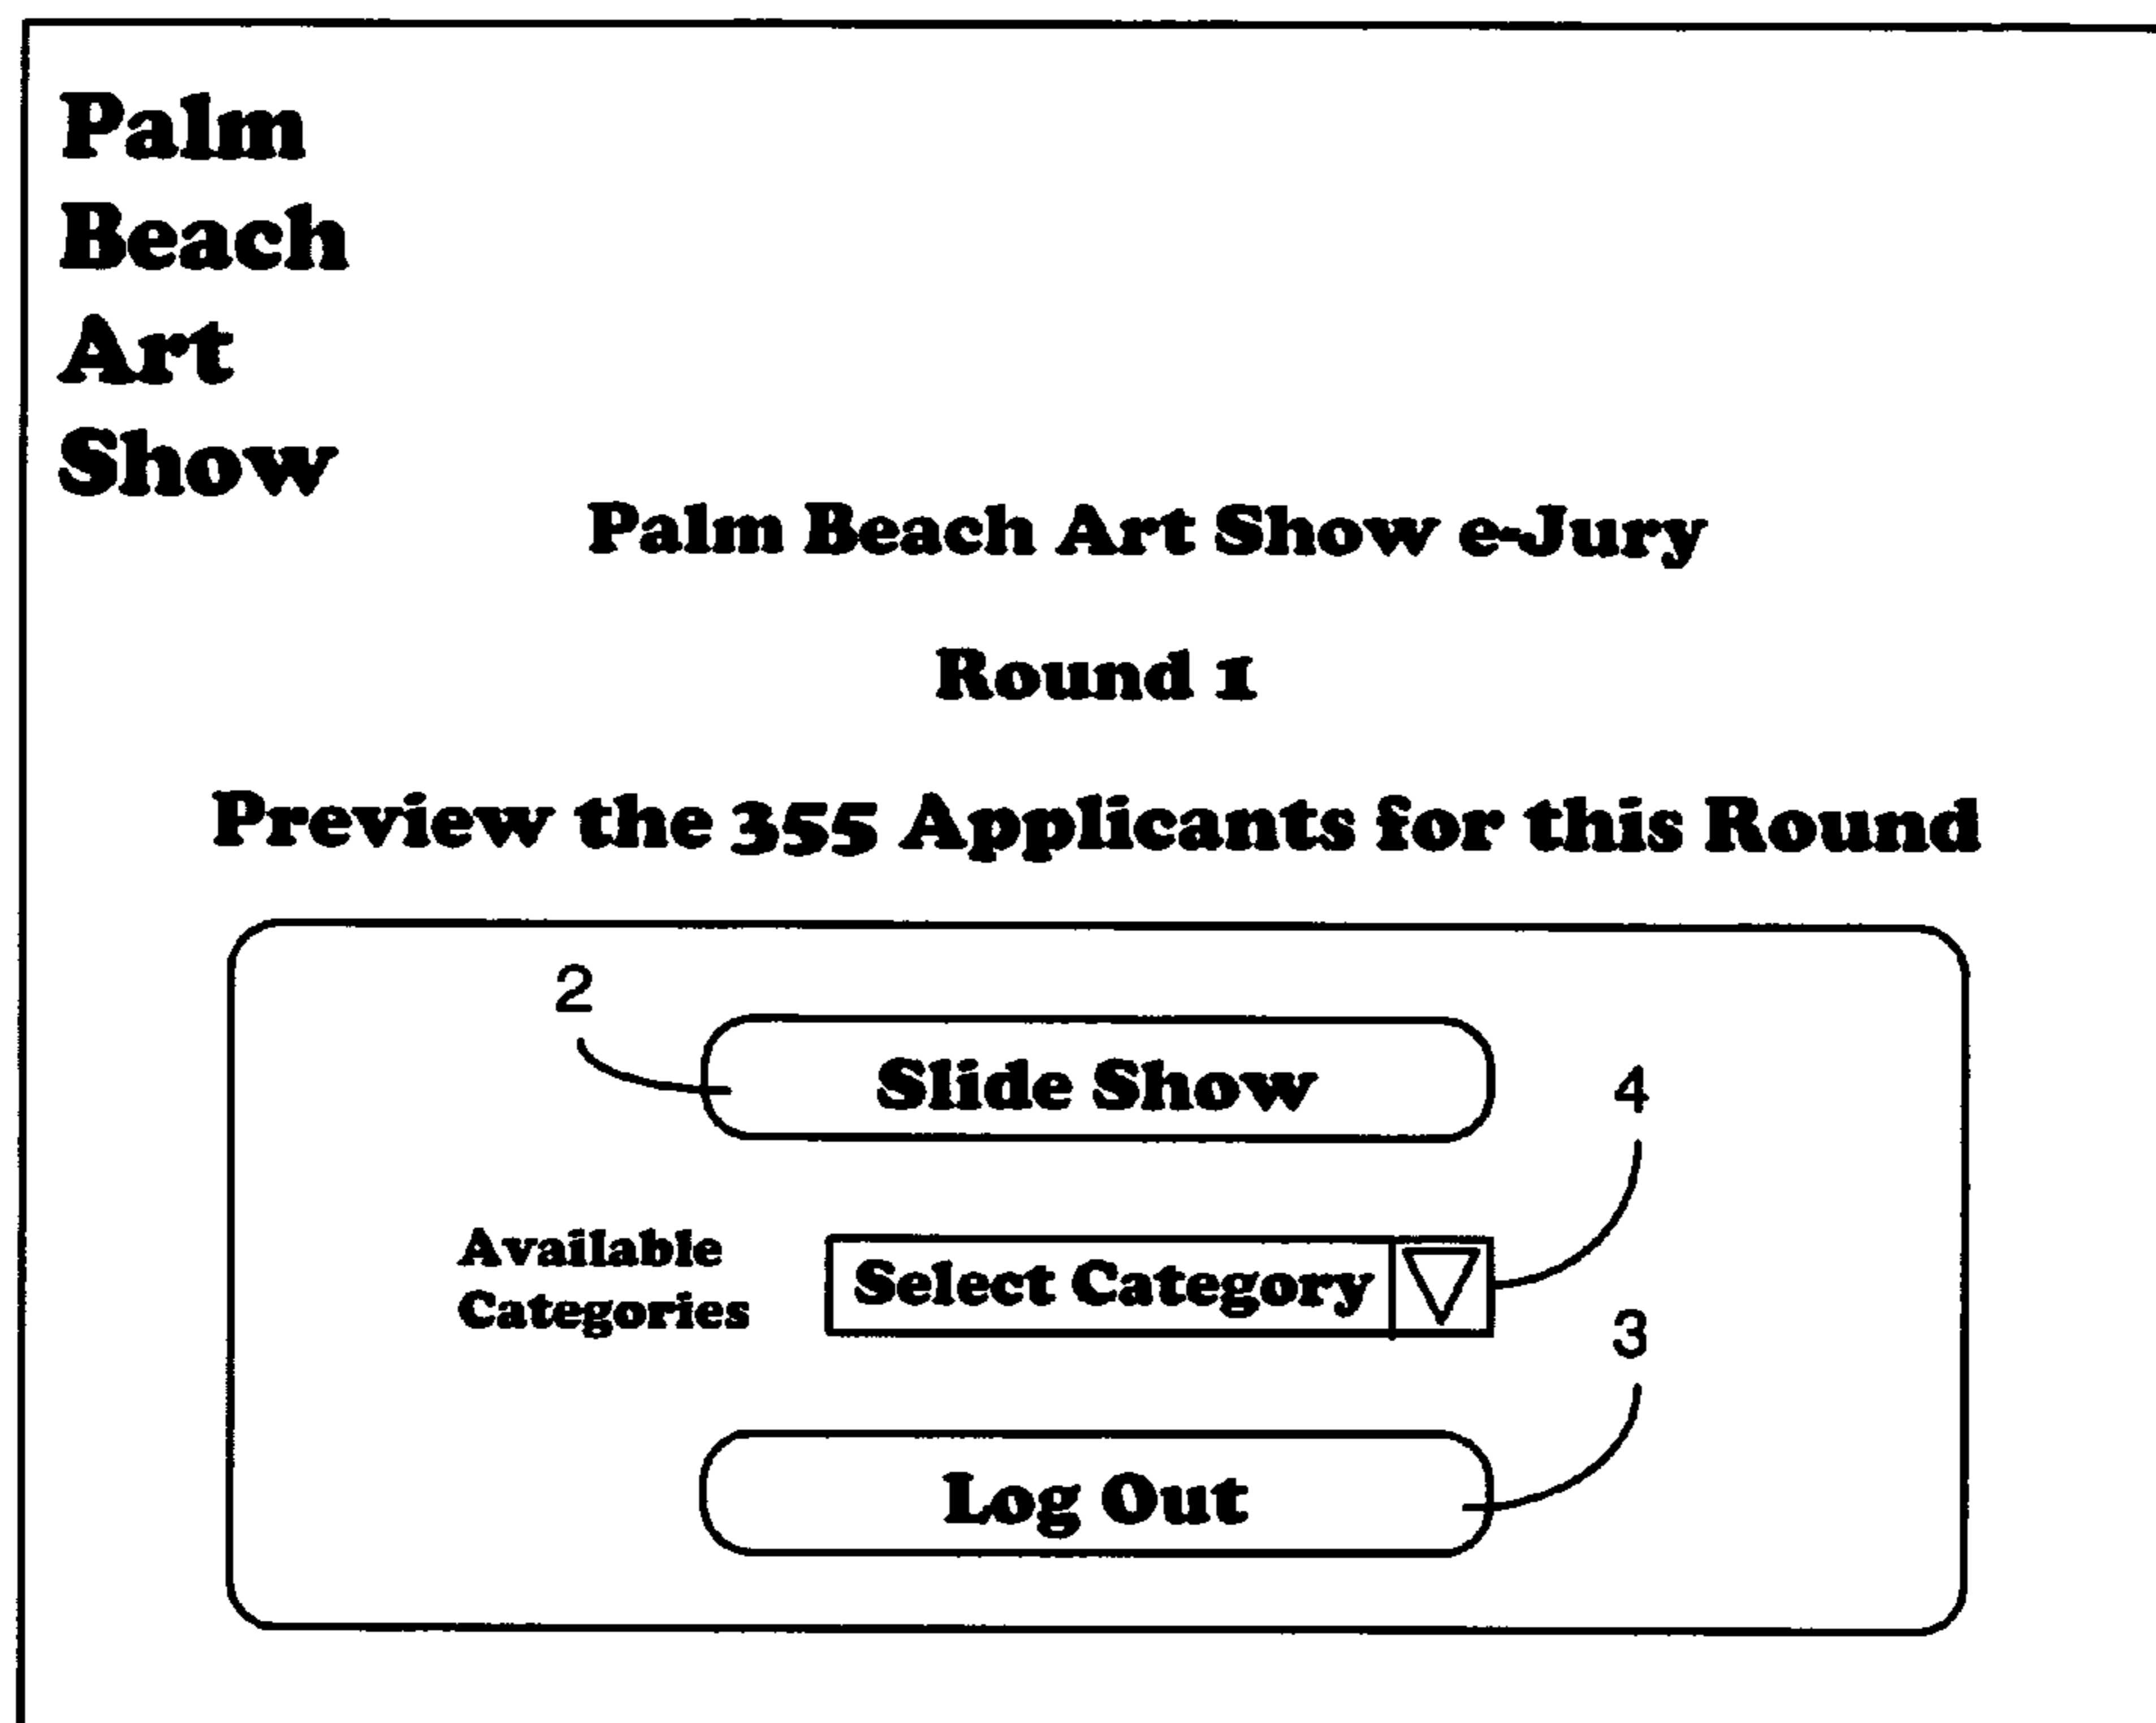 Palm
Beach
Art
Show
Palm Beach Art Show e-Jury
Round 1
Preview the 355 Applicants for this Round
2
Slide Show
4
Available
Categories
Select Category
3
Log Out